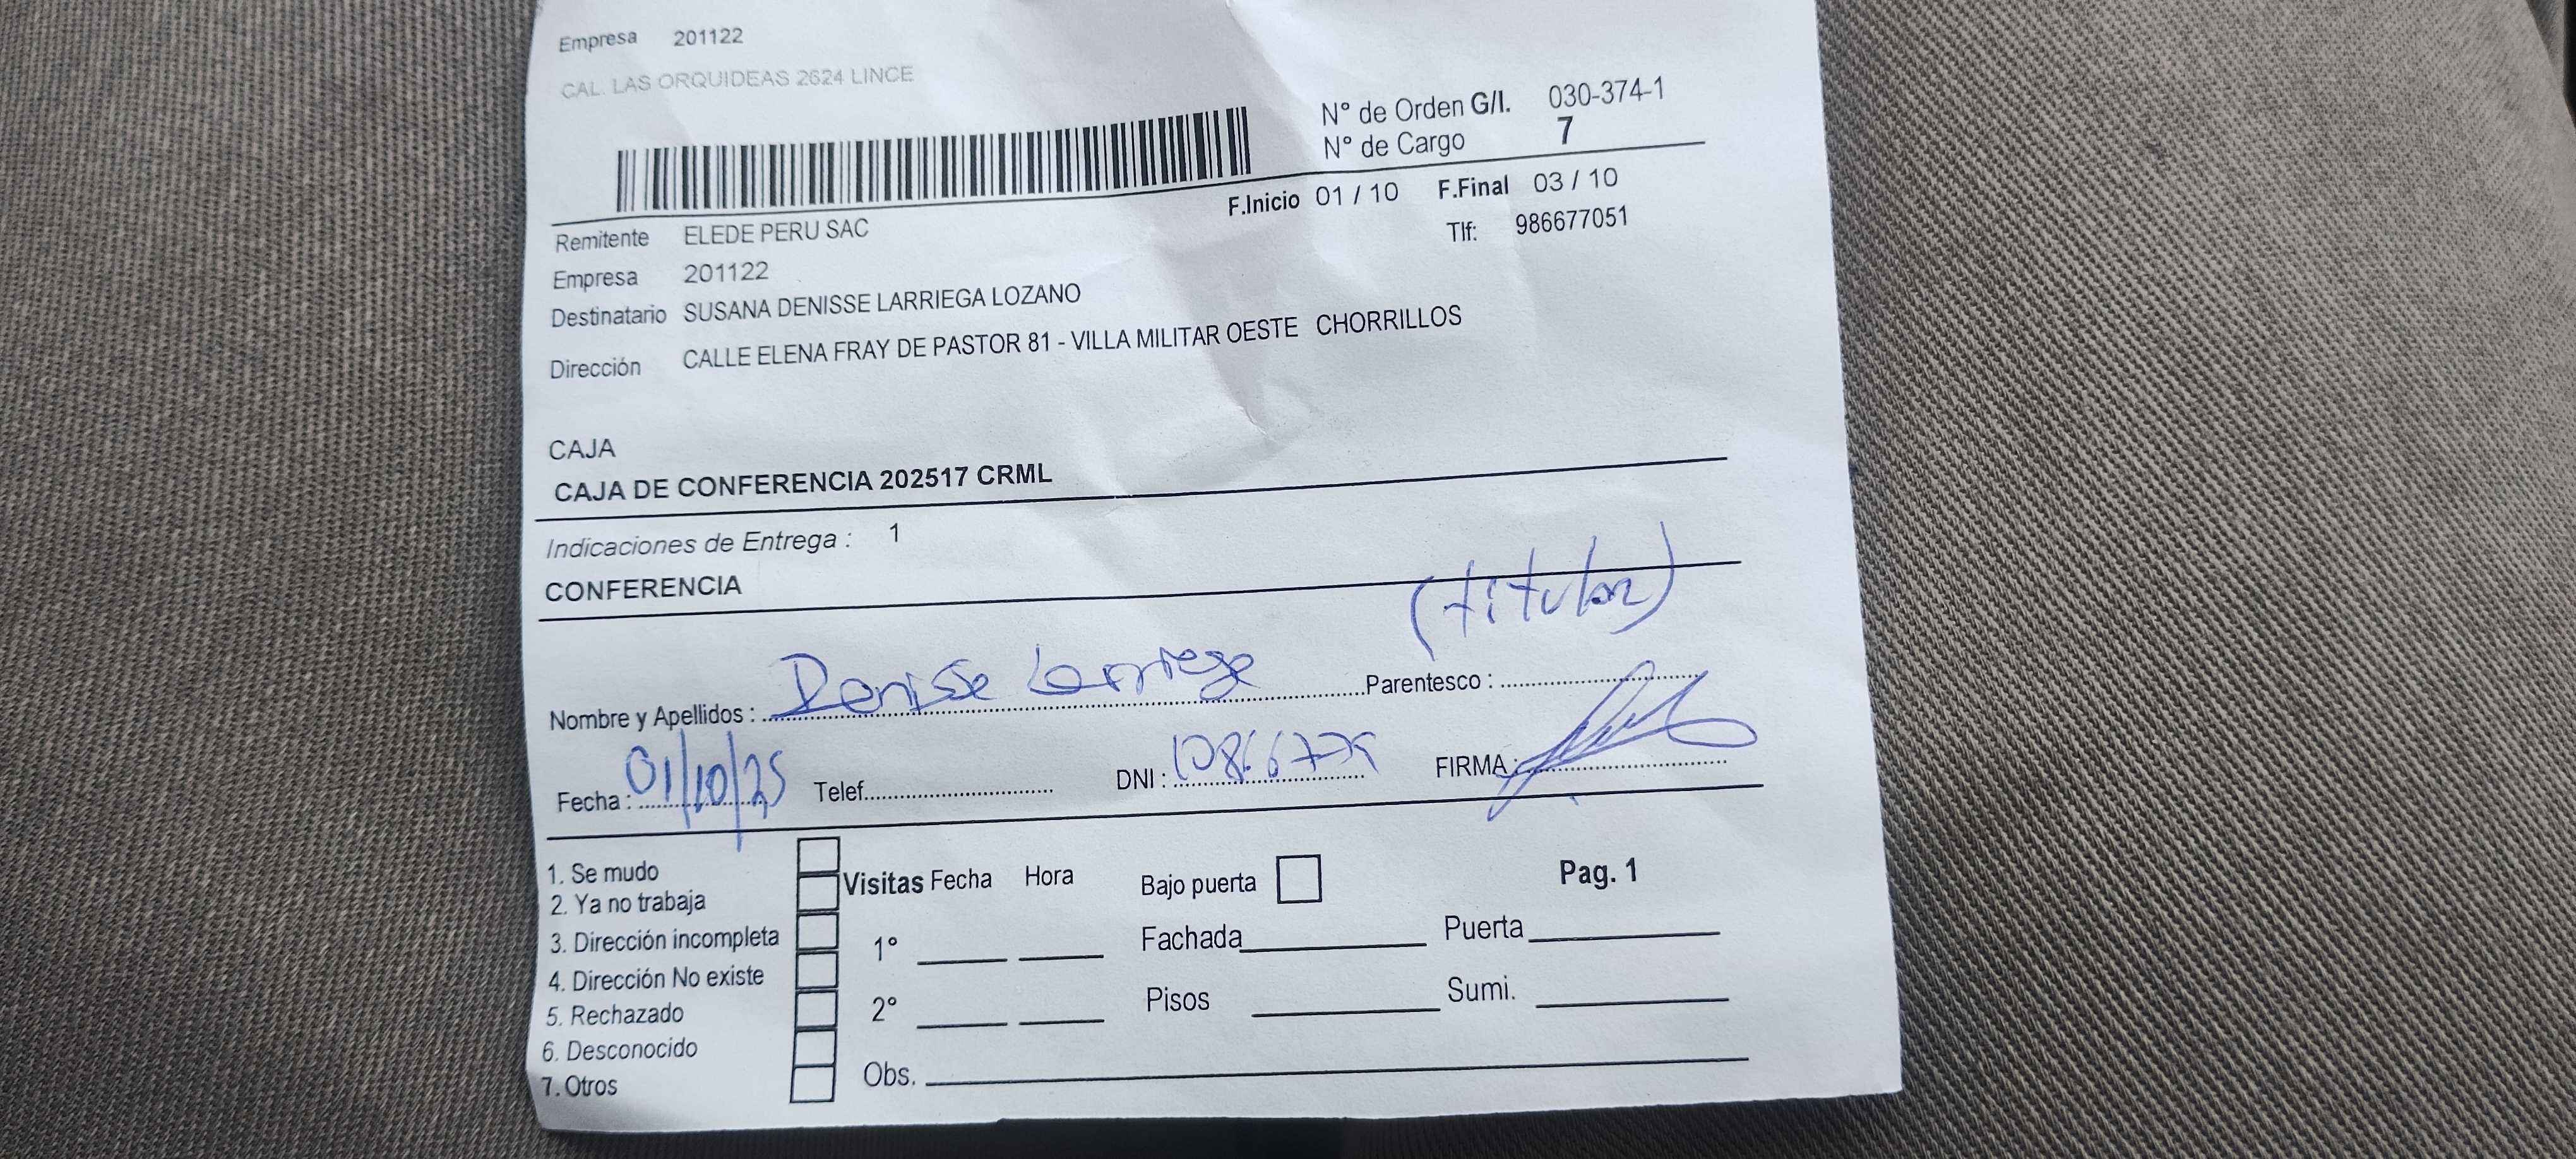 Empresa 201122
CAL. LAS ORQUIDEAS 2624 LINCE
N° de Orden G/I. 030-374-1
N° de Cargo 7
F.Inicio 01 / 10 F.Final 03 / 10
Remitente ELEDE PERU SAC
Tlf: 986677051
Empresa 201122
Destinatario SUSANA DENISSE LARRIEGA LOZANO
Dirección CALLE ELENA FRAY DE PASTOR 81 - VILLA MILITAR OESTE CHORRILLOS
CAJA
CAJA DE CONFERENCIA 202517 CRML
Indicaciones de Entrega : 1
CONFERENCIA
(titular)
Nombre y Apellidos : Denisse Larriega Parentesco :
Fecha : 01/10/25 Telef. DNI : FIRMA :
1. Se mudo
2. Ya no trabaja
3. Dirección incompleta
4. Dirección No existe
5. Rechazado
6. Desconocido
7. Otros
Visitas Fecha Hora
1°
2°
Obs.
Bajo puerta
Fachada
Pisos
Pag. 1
Puerta
Sumi.